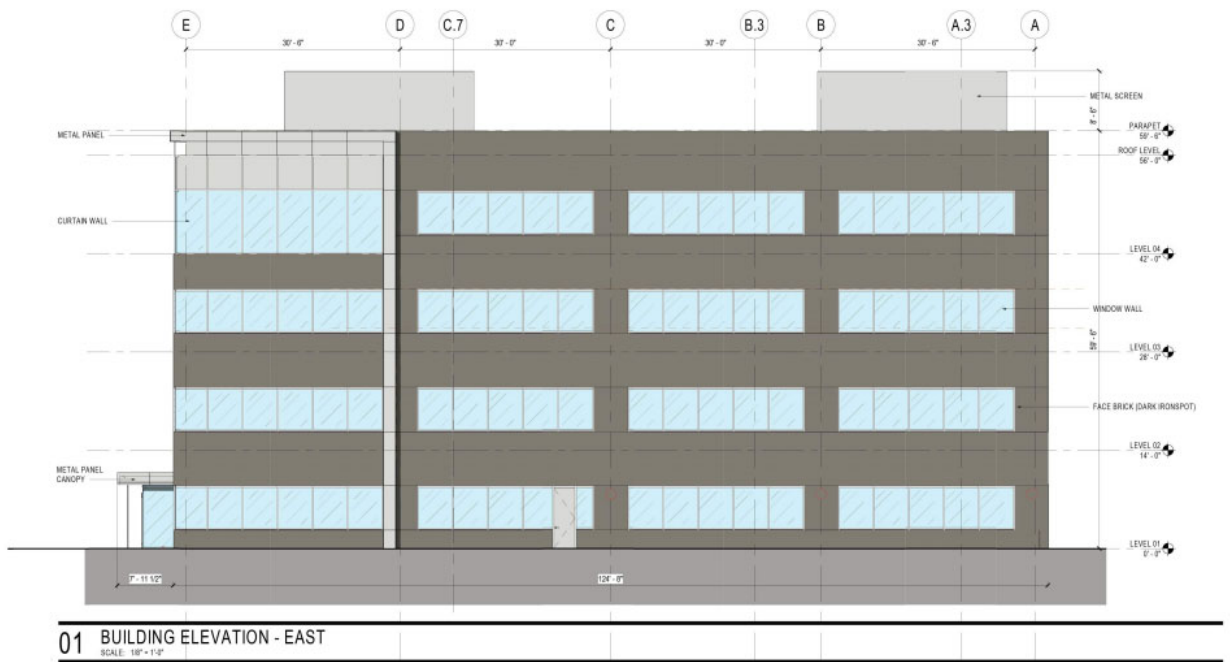 E D C.7 C B.3 B A.3 A
30' - 6" 30' - 0" 30' - 0" 30' - 6"
METAL SCREEN
8' - 6"
METAL PANEL
PARAPET
59' - 6"
ROOF LEVEL
56' - 0"
CURTAIN WALL
LEVEL 04
42' - 0"
WINDOW WALL
59' - 6"
LEVEL 03
28' - 0"
FACE BRICK (DARK IRONSPOT)
LEVEL 02
14' - 0"
METAL PANEL
CANOPY
LEVEL 01
0' - 0"
7' - 11 1/2" 124' - 8"
01 BUILDING ELEVATION - EAST
SCALE: 1/8" = 1'-0"